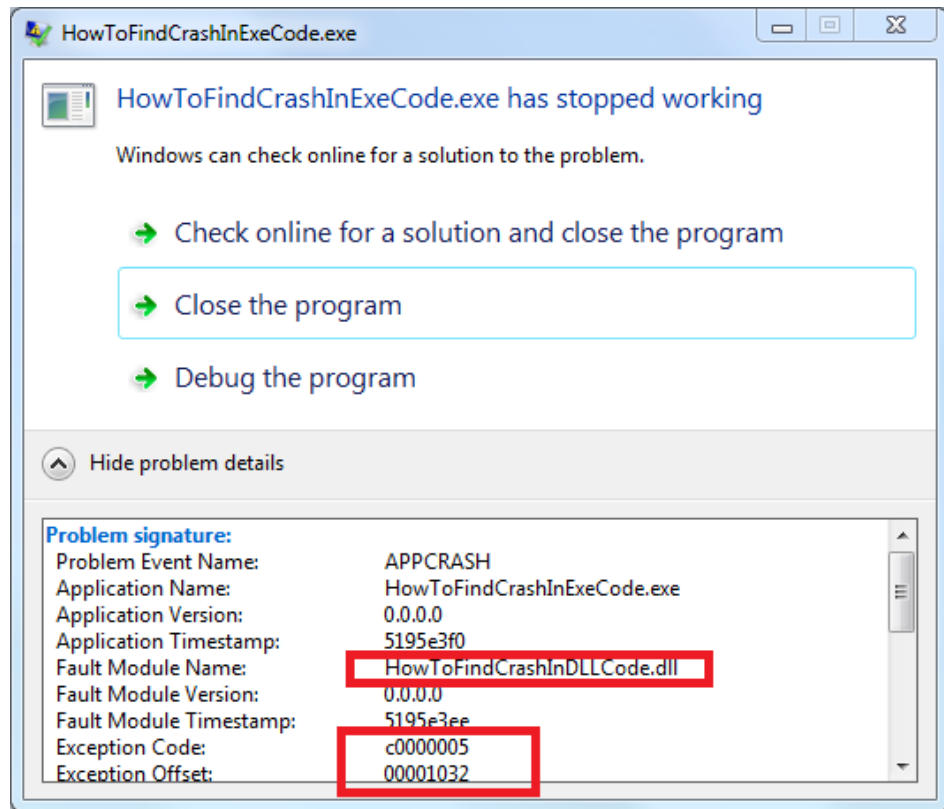 HowToFindCrashInExeCode.exe
HowToFindCrashInExeCode.exe has stopped working
Windows can check online for a solution to the problem.
Check online for a solution and close the program
Close the program
Debug the program
Hide problem details
Problem signature:
Problem Event Name: APPCRASH
Application Name: HowToFindCrashInExeCode.exe
Application Version: 0.0.0.0
Application Timestamp: 5195e3f0
Fault Module Name: HowToFindCrashInDLLCode.dll
Fault Module Version: 0.0.0.0
Fault Module Timestamp: 5195e3ee
Exception Code: c0000005
Exception Offset: 00001032